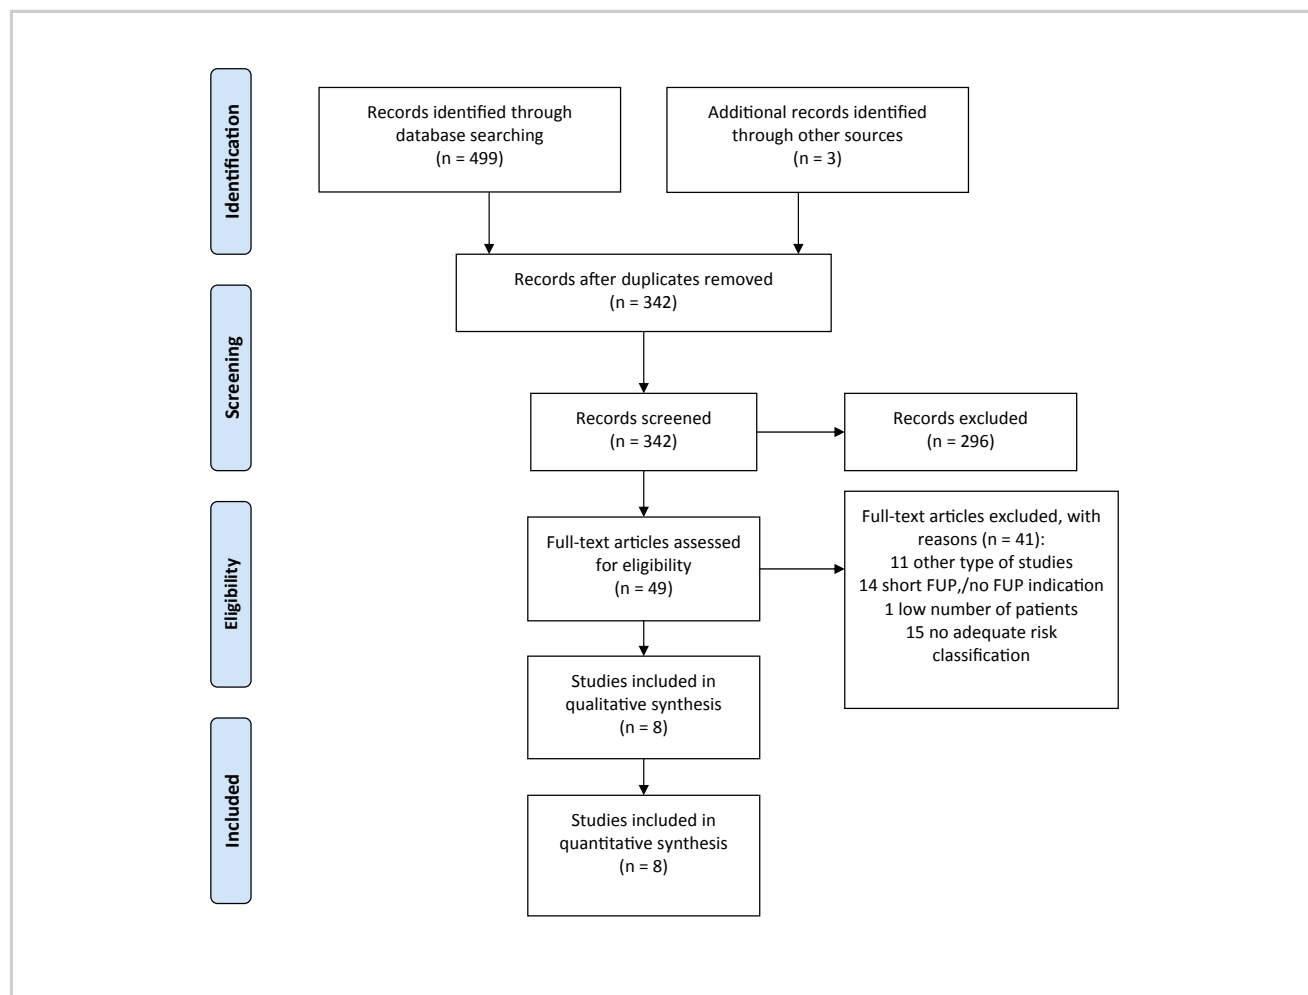 Identification
Records identified through
database searching
(n = 499)
Additional records identified
through other sources
(n = 3)
Records after duplicates removed
(n = 342)
Screening
Records screened
(n = 342)
Records excluded
(n = 296)
Eligibility
Full-text articles assessed
for eligibility
(n = 49)
Full-text articles excluded, with
reasons (n = 41):
11 other type of studies
14 short FUP,/no FUP indication
1 low number of patients
15 no adequate risk
classification
Studies included in
qualitative synthesis
(n = 8)
Included
Studies included in
quantitative synthesis
(n = 8)